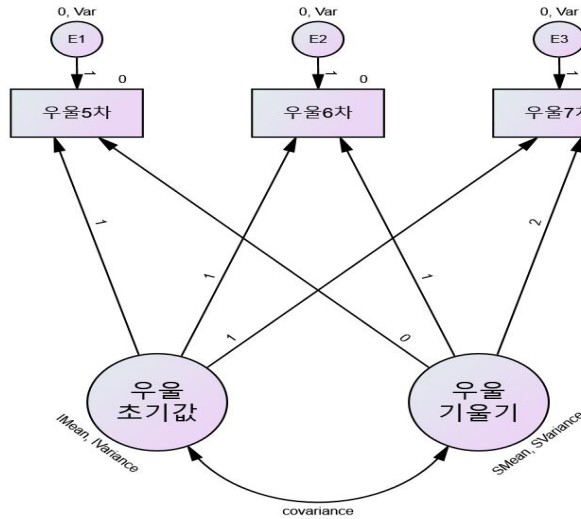 0, Var
0, Var
0, Var
E1
E2
E3
1
1
1
0
0
우울5차
우울6차
우울7차
1
1
1
0
1
2
우울
초기값
우울
기울기
IMean, IVariance
SMean, SVariance
covariance